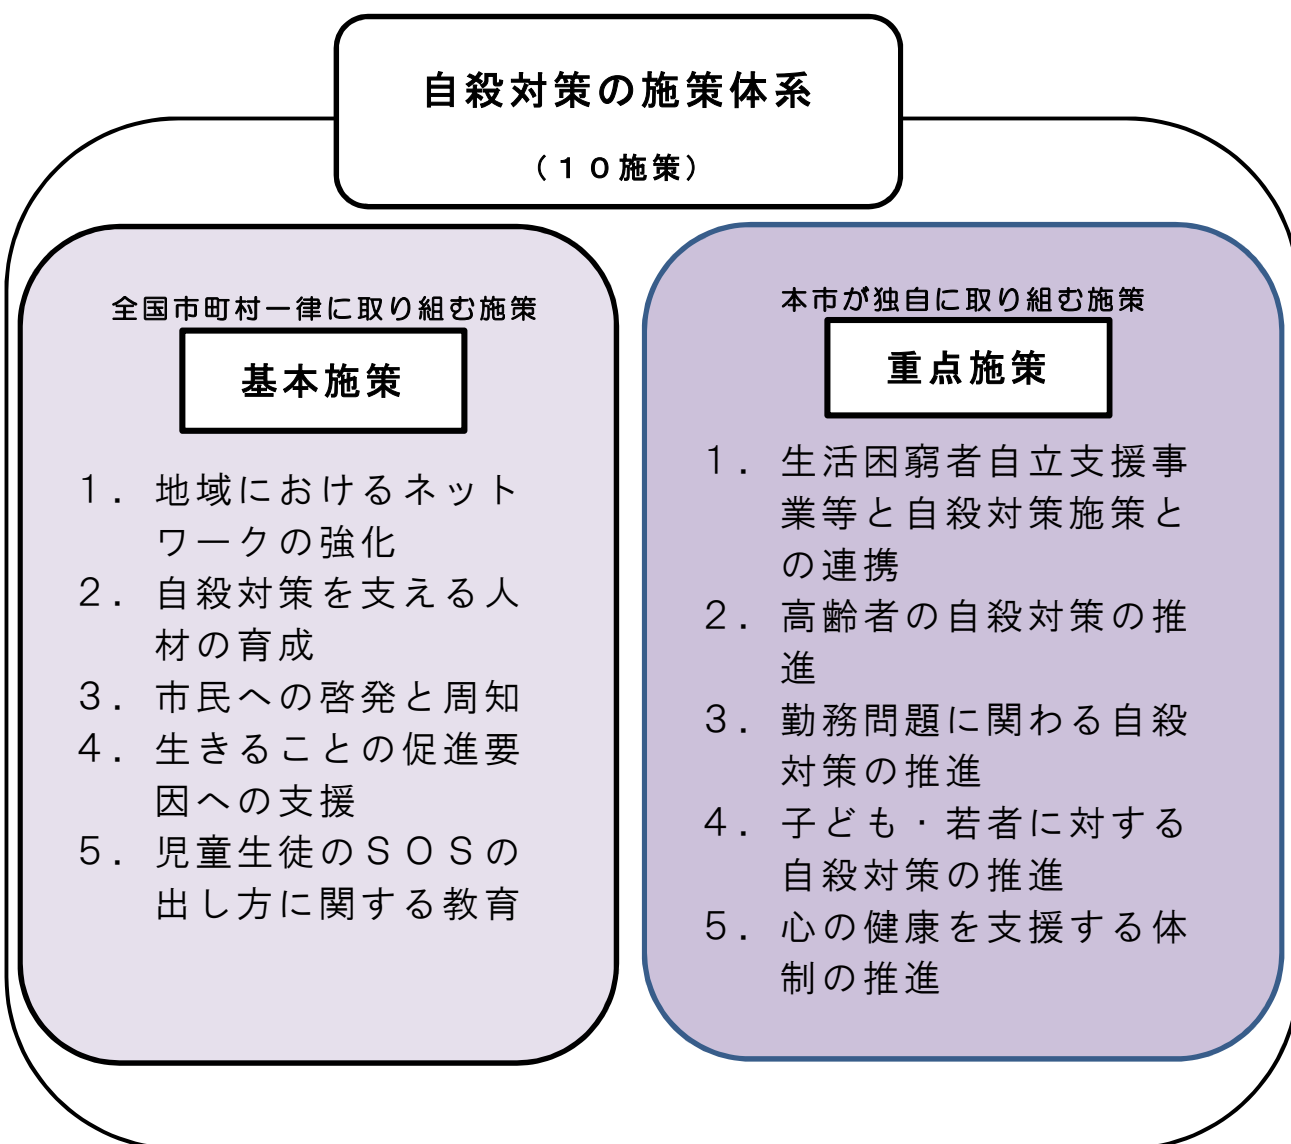 自殺対策の施策体系
（１０施策）
全国市町村一律に取り組む施策
基本施策
１．地域におけるネット
ワークの強化
２．自殺対策を支える人
材の育成
３．市民への啓発と周知
４．生きることの促進要
因への支援
５．児童生徒のＳＯＳの
出し方に関する教育
本市が独自に取り組む施策
重点施策
１．生活困窮者自立支援事
業等と自殺対策施策と
の連携
２．高齢者の自殺対策の推
進
３．勤務問題に関わる自殺
対策の推進
４．子ども・若者に対する
自殺対策の推進
５．心の健康を支援する体
制の推進